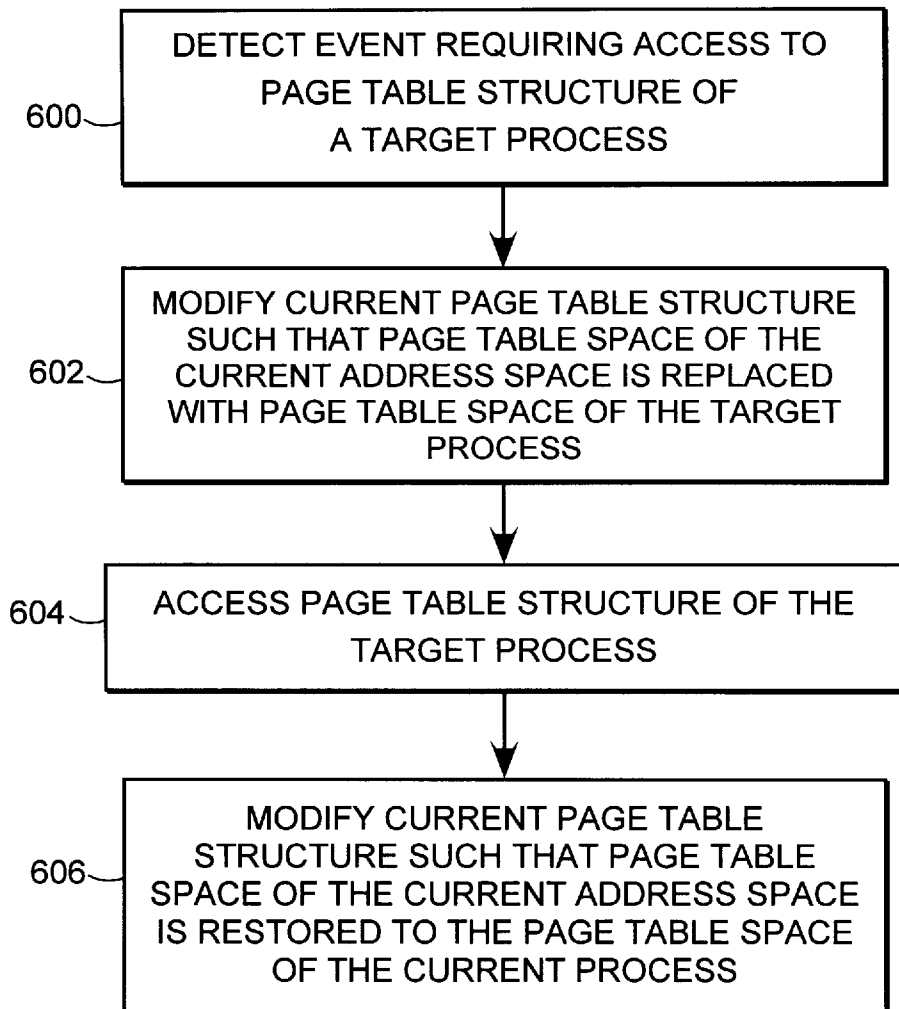 DETECT EVENT REQUIRING ACCESS TO
PAGE TABLE STRUCTURE OF
A TARGET PROCESS
600
MODIFY CURRENT PAGE TABLE STRUCTURE
SUCH THAT PAGE TABLE SPACE OF THE
CURRENT ADDRESS SPACE IS REPLACED
WITH PAGE TABLE SPACE OF THE TARGET
PROCESS
602
ACCESS PAGE TABLE STRUCTURE OF THE
TARGET PROCESS
604
MODIFY CURRENT PAGE TABLE
STRUCTURE SUCH THAT PAGE TABLE
SPACE OF THE CURRENT ADDRESS SPACE
IS RESTORED TO THE PAGE TABLE SPACE
OF THE CURRENT PROCESS
606